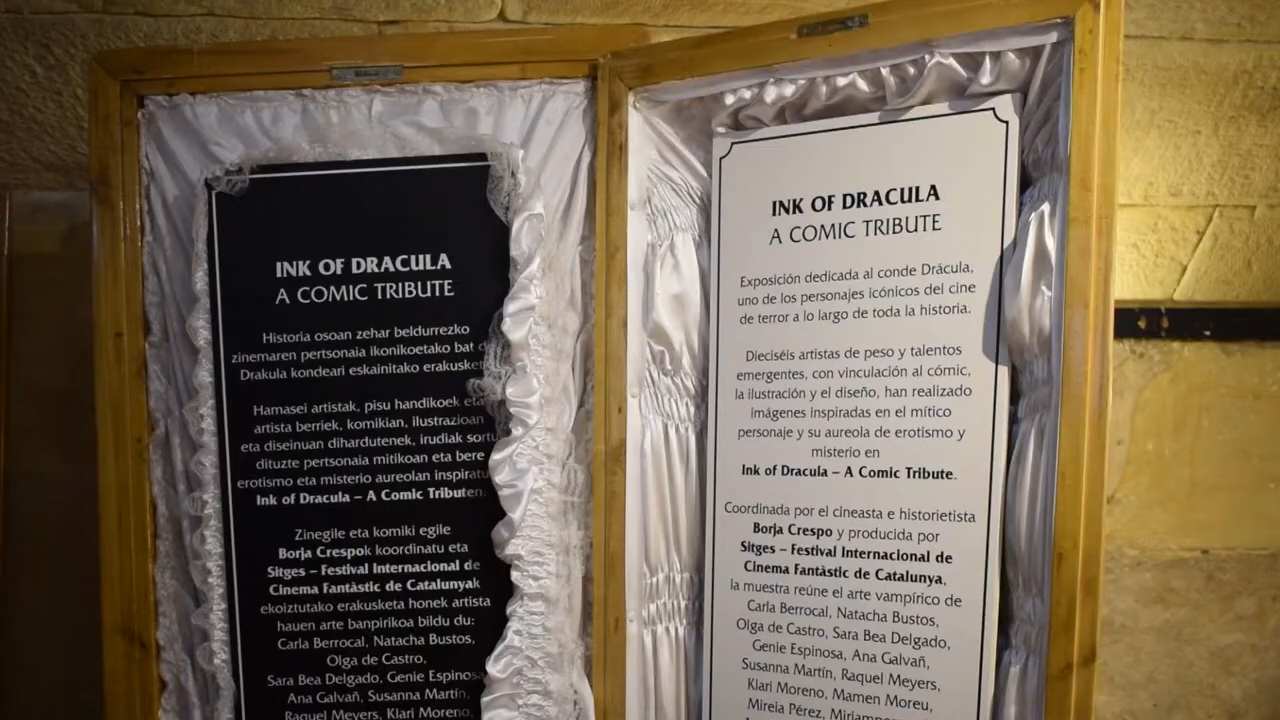 INK OF DRACULA
A COMIC TRIBUTE
Historia osoan zehar beldurrezko
zinemaren pertsonaia ikonikoetako bat
Drakula kondeari eskainitako
Hamasei artistak, pisu handikoek eta
artista berriek, komikian, ilustrazioan
eta diseinuan dihardutenek, irudiak
dituzte pertsonaia mitikoan eta bere
erotismo eta misterio aureolan
Ink of Dracula – A Comic Tributen.
Zinegile eta komiki egile
Borja Crespok koordinatu eta
Sitges – Festival Internacional de
Cinema Fantàstic de Catalunyak
ekoiztutako erakusketa honek artista
hauen arte banpirikoa bildu du:
Carla Berrocal, Natacha Bustos,
Olga de Castro,
Sara Bea Delgado, Genie Espinosa,
Ana Galvañ, Susanna Martín,
Raquel Meyers, Klari Moreno,
INK OF DRACULA
A COMIC TRIBUTE
Exposición dedicada al conde Drácula,
uno de los personajes icónicos del cine
de terror a lo largo de toda la historia.
Dieciséis artistas de peso y talentos
emergentes, con vinculación al cómic,
la ilustración y el diseño, han realizado
imágenes inspiradas en el mítico
personaje y su aureola de erotismo y
misterio en
Ink of Dracula – A Comic Tribute.
Coordinada por el cineasta e historietista
Borja Crespo y producida por
Sitges – Festival Internacional de
Cinema Fantàstic de Catalunya,
la muestra reúne el arte vampírico de
Carla Berrocal, Natacha Bustos,
Olga de Castro, Sara Bea Delgado,
Genie Espinosa, Ana Galvañ,
Susanna Martín, Raquel Meyers,
Klari Moreno, Mamen Moreu,
Mireia Pérez,